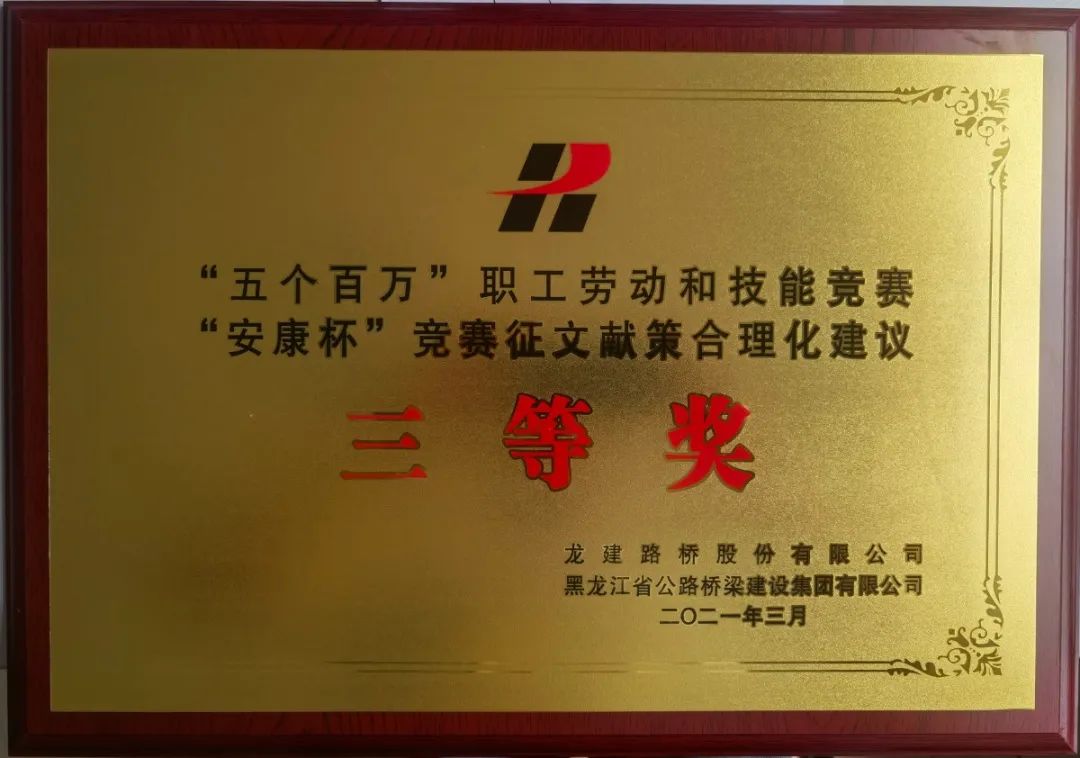 “五个百万”职工劳动和技能竞赛
“安康杯”竞赛征文献策合理化建议
三等奖
龙建路桥股份有限公司
黑龙江省公路桥梁建设集团有限公司
二〇二一年三月